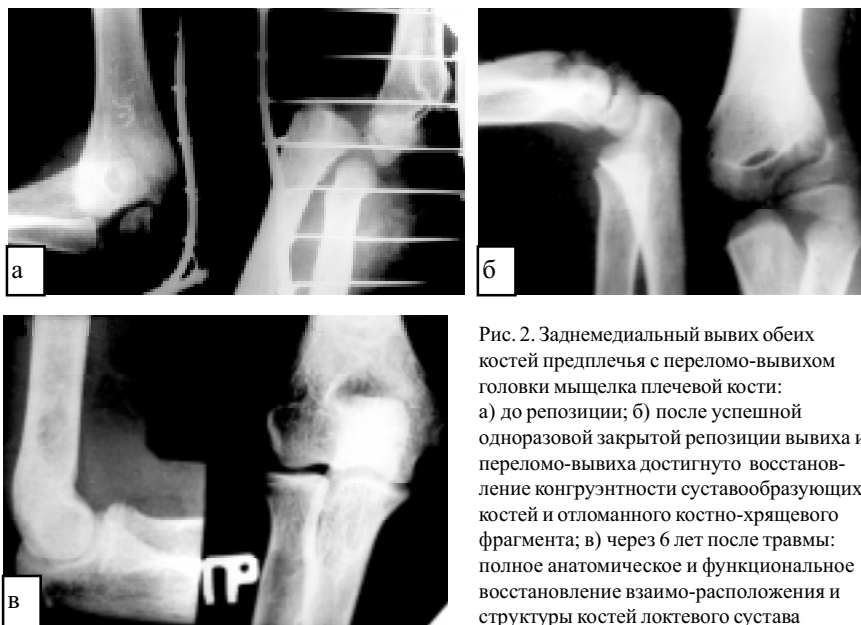 а
б
в
ПР
Рис. 2. Заднемедиальный вывих обеих
костей предплечья с переломо-вывихом
головки мыщелка плечевой кости:
а) до репозиции; б) после успешной
одноразовой закрытой репозиции вывиха и
переломо-вывиха достигнуто восстанов-
ление конгруэнтности суставообразующих
костей и отломанного костно-хрящевого
фрагмента; в) через 6 лет после травмы:
полное анатомическое и функциональное
восстановление взаимо-расположения и
структуры костей локтевого сустава